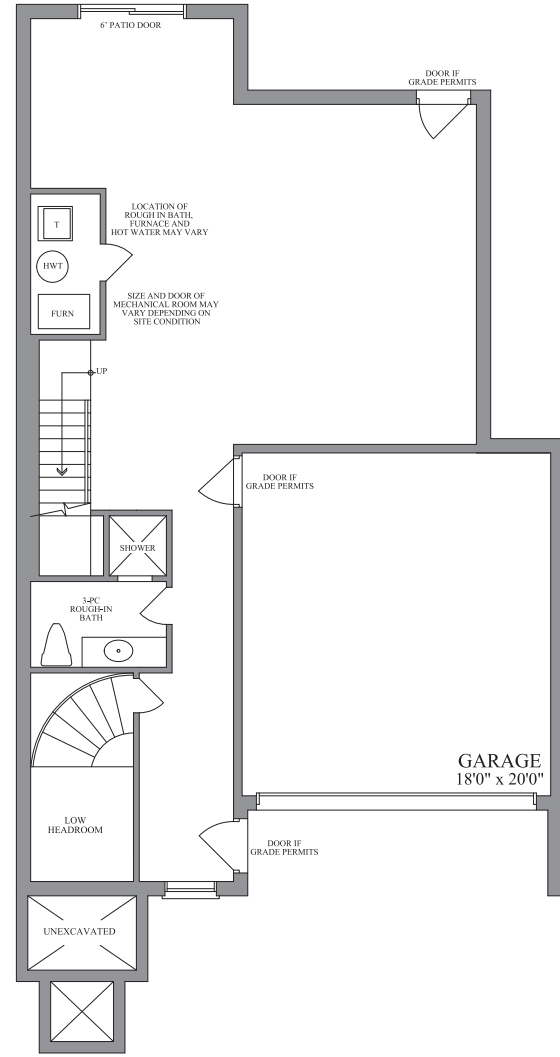 6' PATIO DOOR
DOOR IF
GRADE PERMITS
LOCATION OF
ROUGH IN BATH,
FURNACE AND
HOT WATER MAY VARY
T
HWT
SIZE AND DOOR OF
MECHANICAL ROOM MAY
VARY DEPENDING ON
SITE CONDITION
FURN
UP
DOOR IF
GRADE PERMITS
SHOWER
3-PC
ROUGH-IN
BATH
GARAGE
18'0" x 20'0"
LOW
HEADROOM
DOOR IF
GRADE PERMITS
UNEXCAVATED